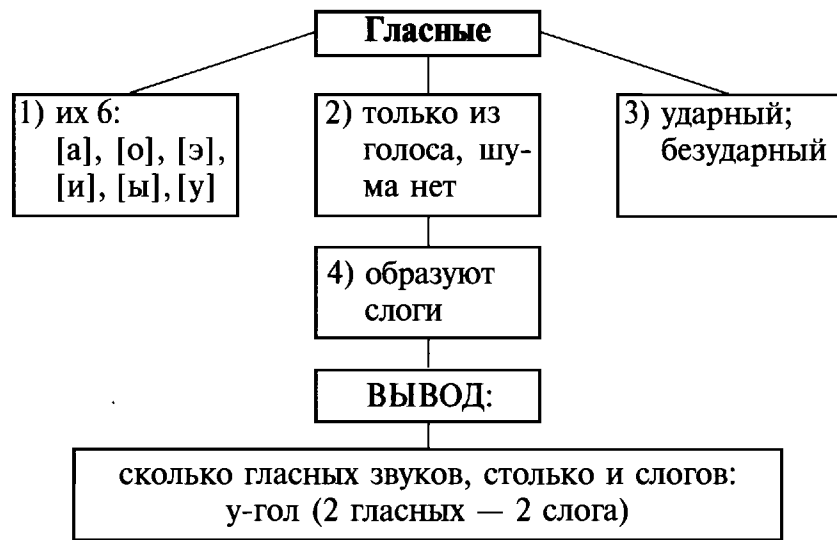 Гласные
1) их 6:
[а], [о], [э],
[и], [ы], [у]
2) только из
голоса, шу-
ма нет
3) ударный;
безударный
4) образуют
слоги
ВЫВОД:
сколько гласных звуков, столько и слогов:
у-гол (2 гласных — 2 слога)